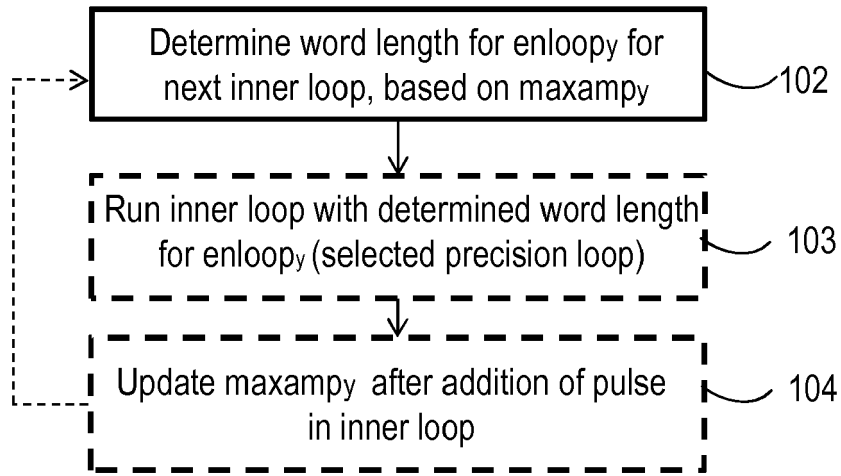 Determine word length for enloopy for
next inner loop, based on maxampy
102
Run inner loop with determined word length
for enloopy (selected precision loop)
103
Update maxampy after addition of pulse
in inner loop
104